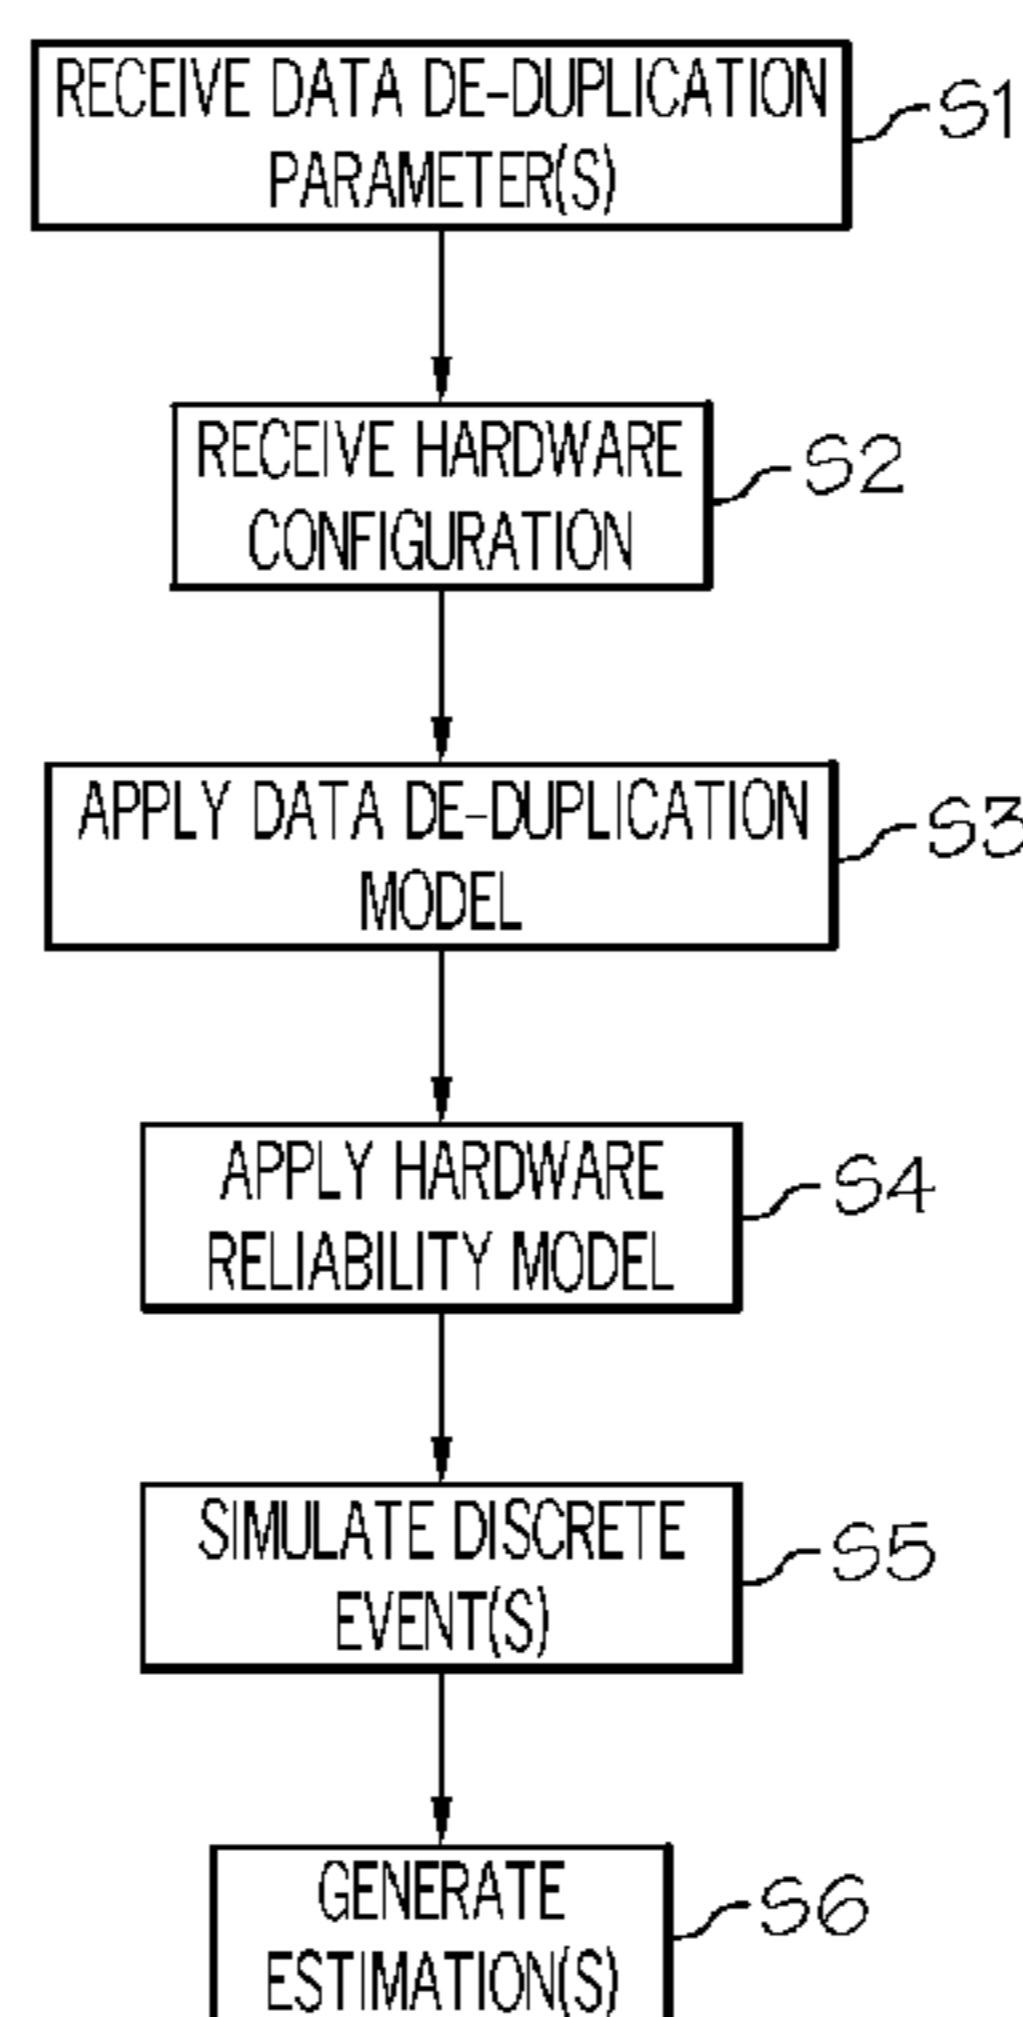 RECEIVE DATA DE-DUPLICATION
PARAMETER(S)
S1
RECEIVE HARDWARE
CONFIGURATION
S2
APPLY DATA DE-DUPLICATION
MODEL
S3
APPLY HARDWARE
RELIABILITY MODEL
S4
SIMULATE DISCRETE
EVENT(S)
S5
GENERATE
ESTIMATION(S)
S6